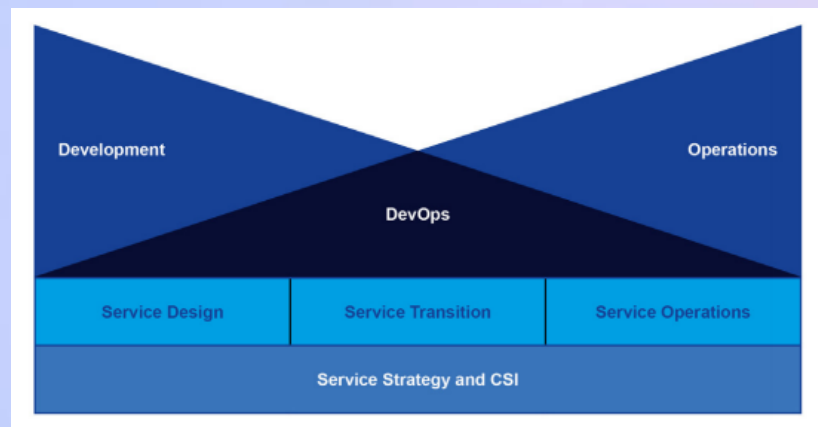 Development
Operations
DevOps
Service Design
Service Transition
Service Operations
Service Strategy and CSI